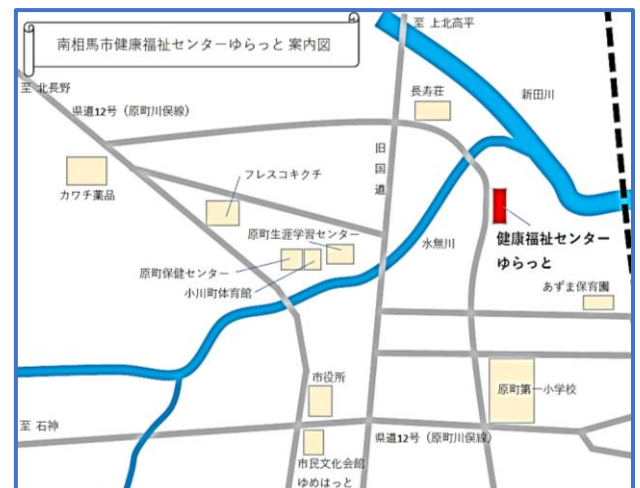 南相馬市健康福祉センターゆらっと 案内図
至 上北高平
至 北長野
県道12号(原町川俣線)
長寿荘
新田川
旧国道
カワチ薬品
フレスコキクチ
原町生涯学習センター
水無川
健康福祉センター
ゆらっと
原町保健センター
小川町体育館
あずま保育園
市役所
原町第一小学校
至 石神
県道12号(原町川俣線)
市民文化会館
ゆめはっと